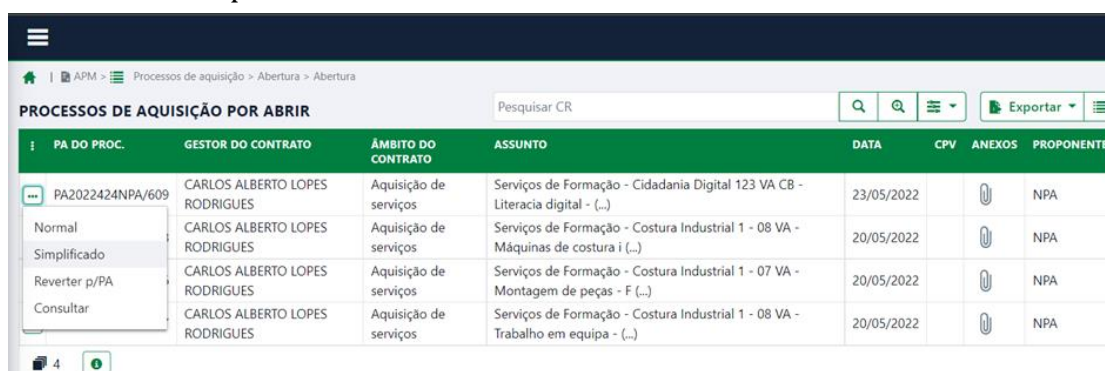 APM > Processos de aquisição > Abertura > Abertura
PROCESSOS DE AQUISIÇÃO POR ABRIR
Pesquisar CR
Exportar
PA DO PROC. GESTOR DO CONTRATO ÂMBITO DO ASSUNTO DATA CPV ANEXOS PROPONENTE
CONTRATO
PA2022424NPA/609 CARLOS ALBERTO LOPES Aquisição de Serviços de Formação - Cidadania Digital 123 VA CB - 23/05/2022 NPA
RODRIGUES serviços Literacia digital - (...)
Normal CARLOS ALBERTO LOPES Aquisição de Serviços de Formação - Costura Industrial 1 - 08 VA - 20/05/2022 NPA
Simplificado RODRIGUES serviços Máquinas de costura i (...)
Reverter p/PA CARLOS ALBERTO LOPES Aquisição de Serviços de Formação - Costura Industrial 1 - 07 VA - 20/05/2022 NPA
RODRIGUES serviços Montagem de peças - F (...)
Consultar CARLOS ALBERTO LOPES Aquisição de Serviços de Formação - Costura Industrial 1 - 08 VA - 20/05/2022 NPA
RODRIGUES serviços Trabalho em equipa - (...)
4